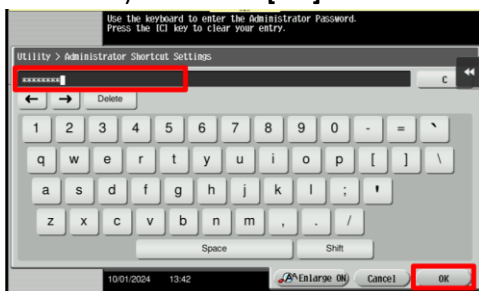 Use the keyboard to enter the Administrator Password.
Press the [C] key to clear your entry.
Utility > Administrator Shortcut Settings
********
C
← → Delete
1 2 3 4 5 6 7 8 9 0 - = `
q w e r t y u i o p [ ] \
a s d f g h j k l ; '
z x c v b n m , . /
Space Shift
10/01/2024 13:42 Enlarge ON Cancel OK